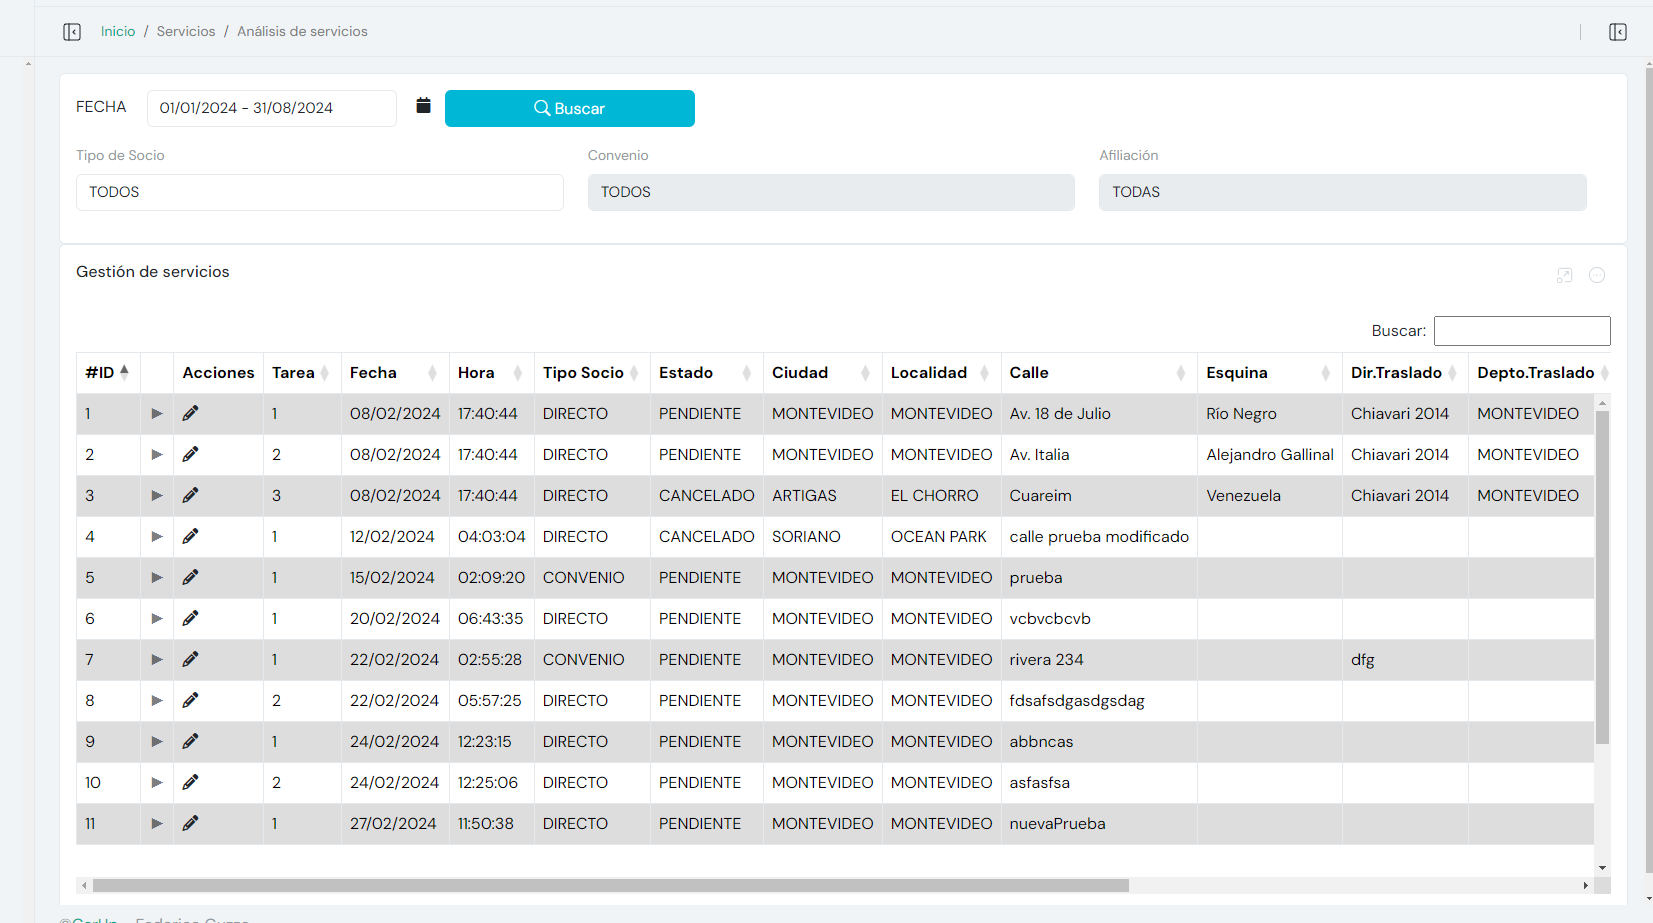 Inicio / Servicios / Análisis de servicios
FECHA 01/01/2024 - 31/08/2024 Buscar
Tipo de Socio Convenio Afiliación
TODOS TODOS TODAS
Gestión de servicios
Buscar:
#ID Acciones Tarea Fecha Hora Tipo Socio Estado Ciudad Localidad Calle Esquina Dir.Traslado Depto.Traslado
1 1 08/02/2024 17:40:44 DIRECTO PENDIENTE MONTEVIDEO MONTEVIDEO Av. 18 de Julio Río Negro Chiavari 2014 MONTEVIDEO
2 2 08/02/2024 17:40:44 DIRECTO PENDIENTE MONTEVIDEO MONTEVIDEO Av. Italia Alejandro Gallinal Chiavari 2014 MONTEVIDEO
3 3 08/02/2024 17:40:44 DIRECTO CANCELADO ARTIGAS EL CHORRO Cuareim Venezuela Chiavari 2014 MONTEVIDEO
4 1 12/02/2024 04:03:04 DIRECTO CANCELADO SORIANO OCEAN PARK calle prueba modificado
5 1 15/02/2024 02:09:20 CONVENIO PENDIENTE MONTEVIDEO MONTEVIDEO prueba
6 1 20/02/2024 06:43:35 DIRECTO PENDIENTE MONTEVIDEO MONTEVIDEO vcbvcbcvb
7 1 22/02/2024 02:55:28 CONVENIO PENDIENTE MONTEVIDEO MONTEVIDEO rivera 234 dfg
8 2 22/02/2024 05:57:25 DIRECTO PENDIENTE MONTEVIDEO MONTEVIDEO fdsafsdgasdgsdag
9 1 24/02/2024 12:23:15 DIRECTO PENDIENTE MONTEVIDEO MONTEVIDEO abbncas
10 2 24/02/2024 12:25:06 DIRECTO PENDIENTE MONTEVIDEO MONTEVIDEO asfasfsa
11 1 27/02/2024 11:50:38 DIRECTO PENDIENTE MONTEVIDEO MONTEVIDEO nuevaPrueba